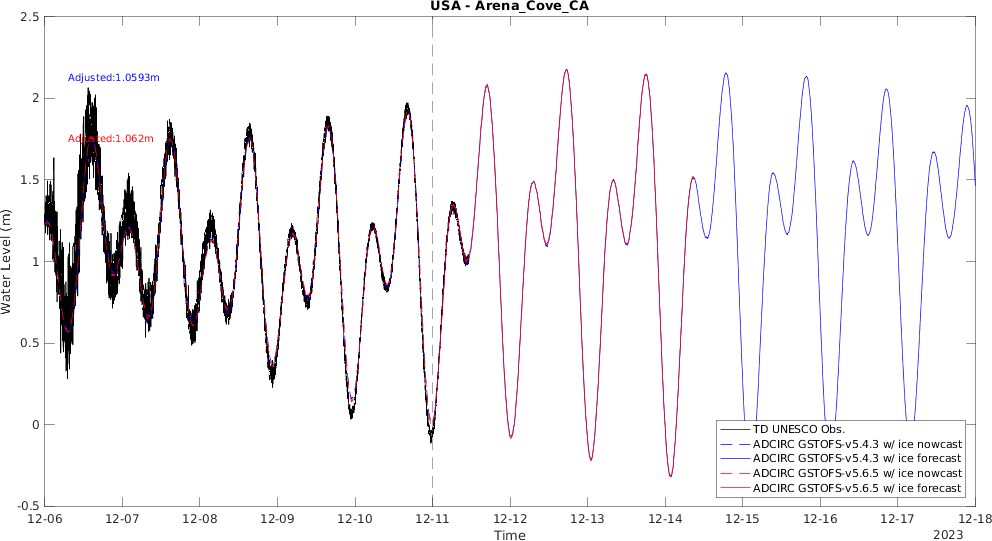 USA - Arena_Cove_CA
2.5
Adjusted:1.0593m
2
Adjusted:1.062m
1.5
1
0.5
0
-0.5
Water Level (m)
TD UNESCO Obs.
ADCIRC GSTOFS-v5.4.3 w/ ice nowcast
ADCIRC GSTOFS-v5.4.3 w/ ice forecast
ADCIRC GSTOFS-v5.6.5 w/ ice nowcast
ADCIRC GSTOFS-v5.6.5 w/ ice forecast
12-06 12-07 12-08 12-09 12-10 12-11 12-12 12-13 12-14 12-15 12-16 12-17 12-18
Time
2023